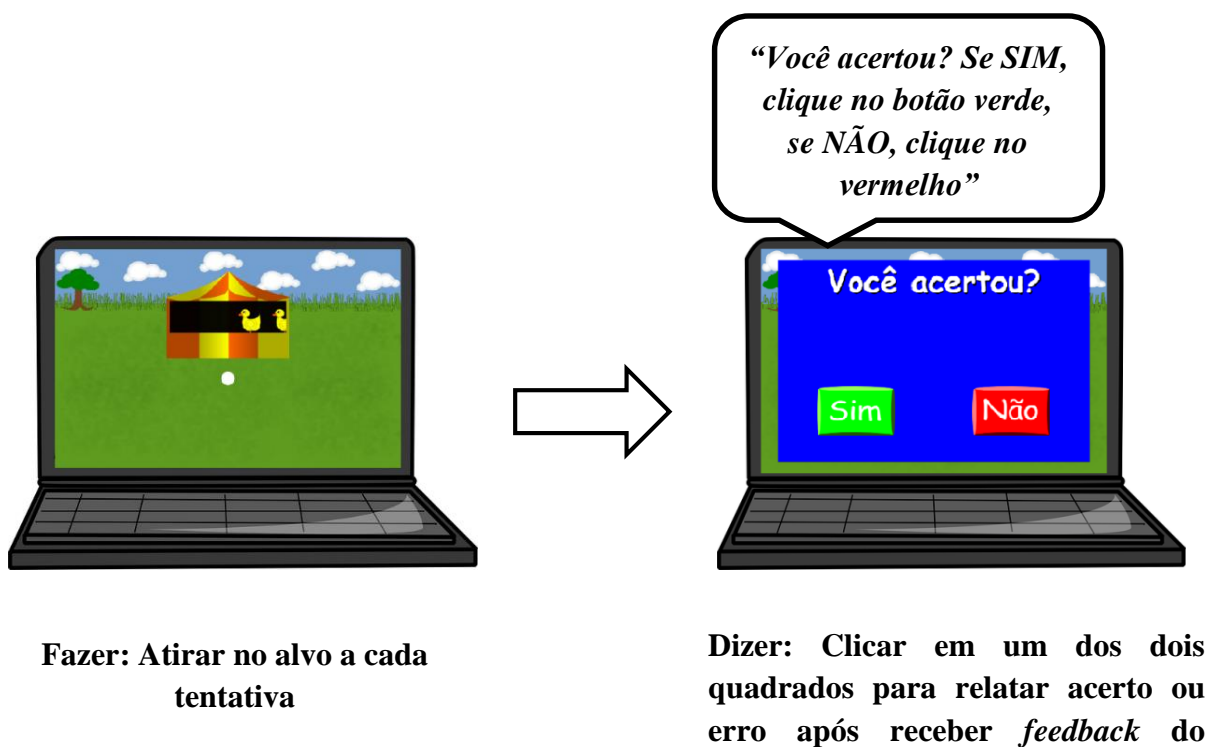 “Você acertou? Se SIM,
clique no botão verde,
se NÃO, clique no
vermelho”
Você acertou?
Sim
Não
Fazer: Atirar no alvo a cada
tentativa
Dizer: Clicar em um dos dois
quadrados para relatar acerto ou
erro após receber feedback do